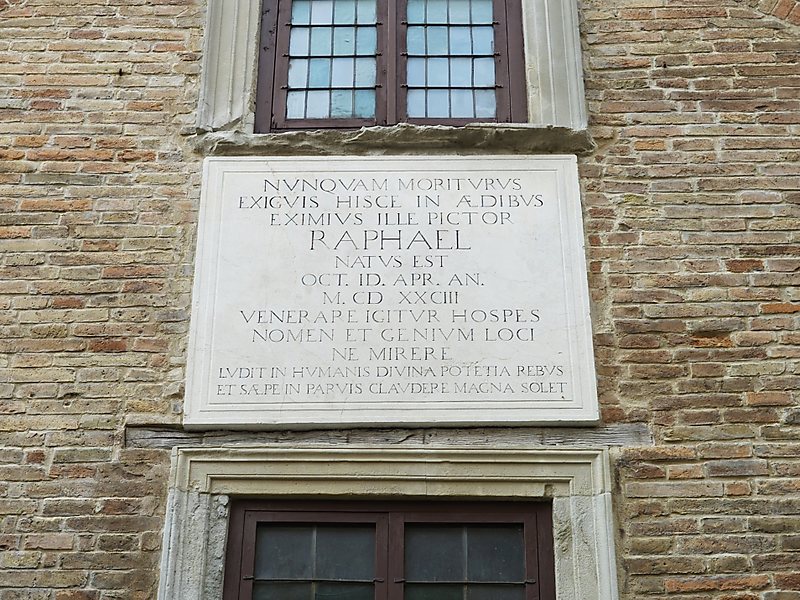 NVNQVAM MORITVRVS
EXIGVIS HISCE IN ÆDIBVS
EXIMIVS ILLE PICTOR
RAPHAEL
NATVS EST
OCT. ID. APR. AN.
M. CD XXCIII
VENERARE IGITVR HOSPES
NOMEN ET GENIVM LOCI
NE MIRERE
LVDIT IN HVMANIS DIVINA POTETIA REBVS
ET SÆPE IN PARVIS CLAVDERE MAGNA SOLET